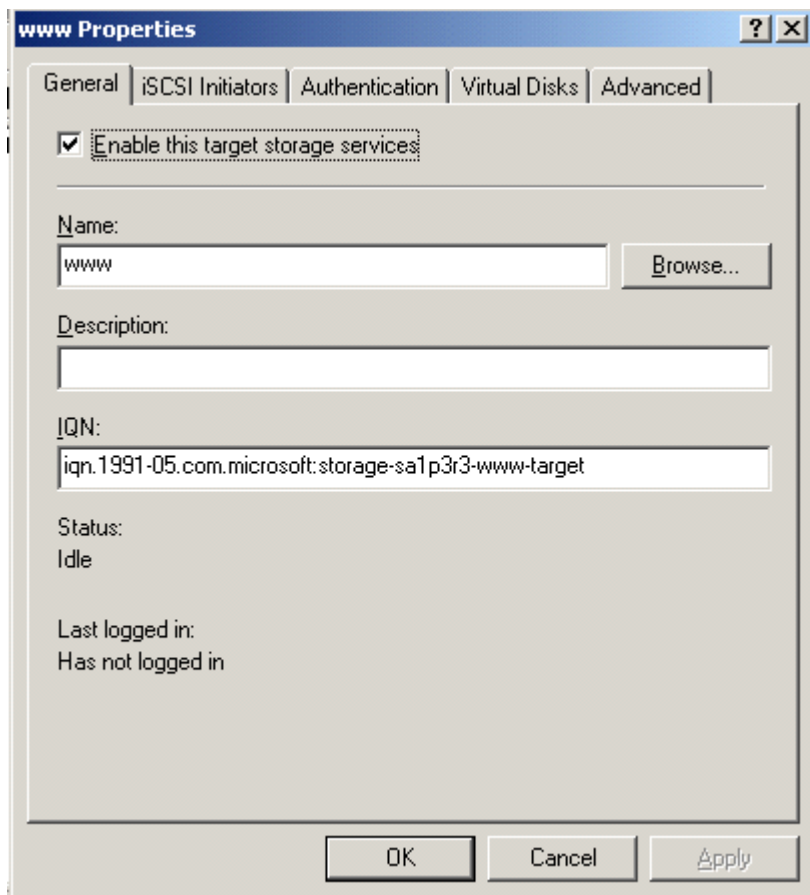 www Properties
General iSCSI Initiators Authentication Virtual Disks Advanced
Enable this target storage services
Name:
www Browse...
Description:
IQN:
iqn.1991-05.com.microsoft:storage-sa1p3r3-www-target
Status:
Idle
Last logged in:
Has not logged in
OK Cancel Apply